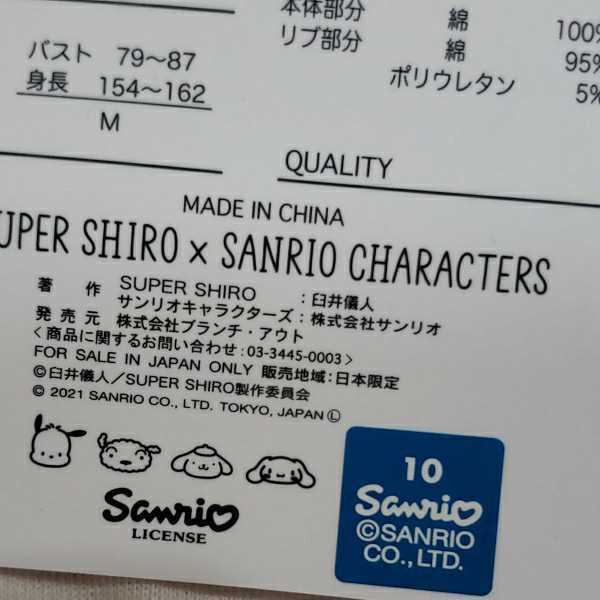 本体部分 綿 100%
リブ部分 綿 95%
ポリウレタン 5%
バスト 79～87
身長 154～162
M
QUALITY
MADE IN CHINA
SUPER SHIRO x SANRIO CHARACTERS
著 作 SUPER SHIRO :臼井儀人
サンリオキャラクターズ:株式会社サンリオ
発売元 株式会社ブランチ・アウト
<商品に関するお問い合わせ:03-3445-0003>
FOR SALE IN JAPAN ONLY 販売地域:日本限定
©臼井儀人/SUPER SHIRO製作委員会
© 2021 SANRIO CO., LTD. TOKYO, JAPAN Ⓛ
Sanrio
LICENSE
10
Sanrio
©SANRIO
CO., LTD.